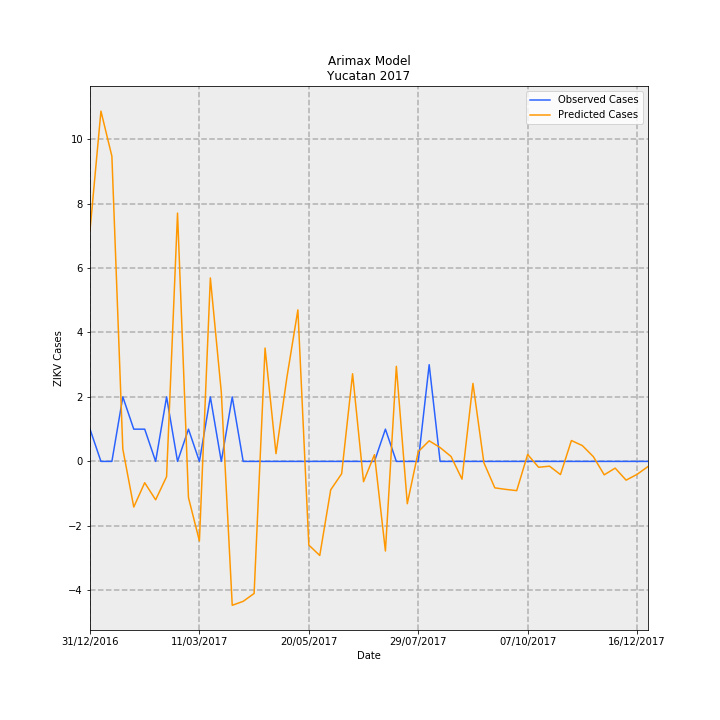 Arimax Model
Yucatan 2017
Observed Cases
Predicted Cases
ZIKV Cases
10
8
6
4
2
0
−2
−4
31/12/2016 11/03/2017 20/05/2017 29/07/2017 07/10/2017 16/12/2017
Date